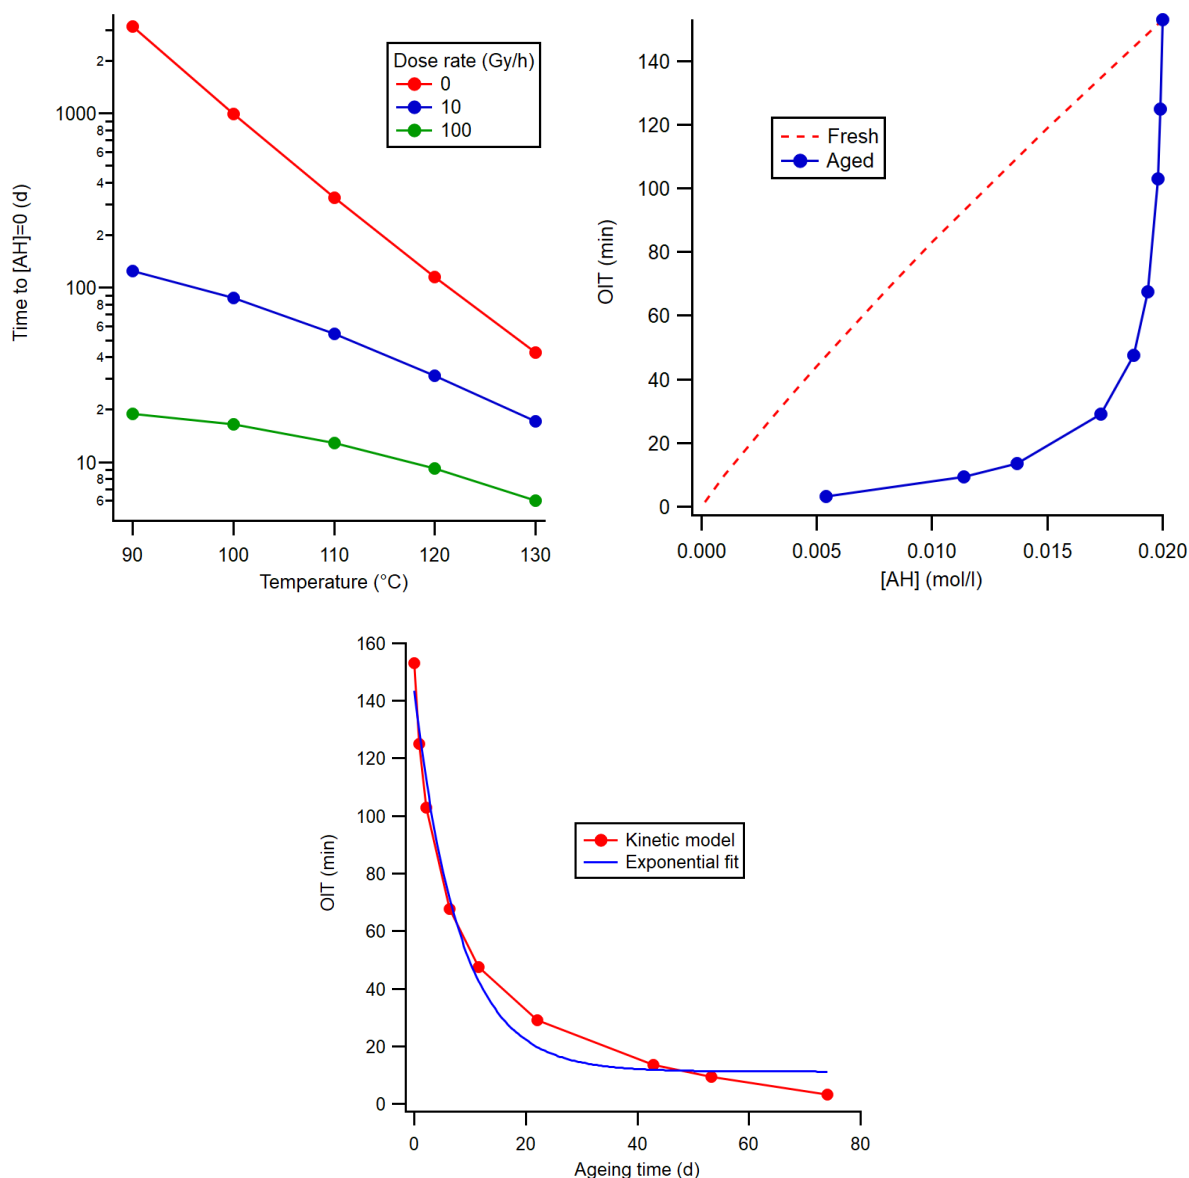 Time to [AH]=0 (d)
2
1000
8
6
4
2
100
8
6
4
2
10
8
6
90 100 110 120 130
Temperature (°C)
Dose rate (Gy/h)
0
10
100
OIT (min)
140
120
100
80
60
40
20
0
0.000 0.005 0.010 0.015 0.020
[AH] (mol/l)
Fresh
Aged
OIT (min)
160
140
120
100
80
60
40
20
0
0 20 40 60 80
Ageing time (d)
Kinetic model
Exponential fit